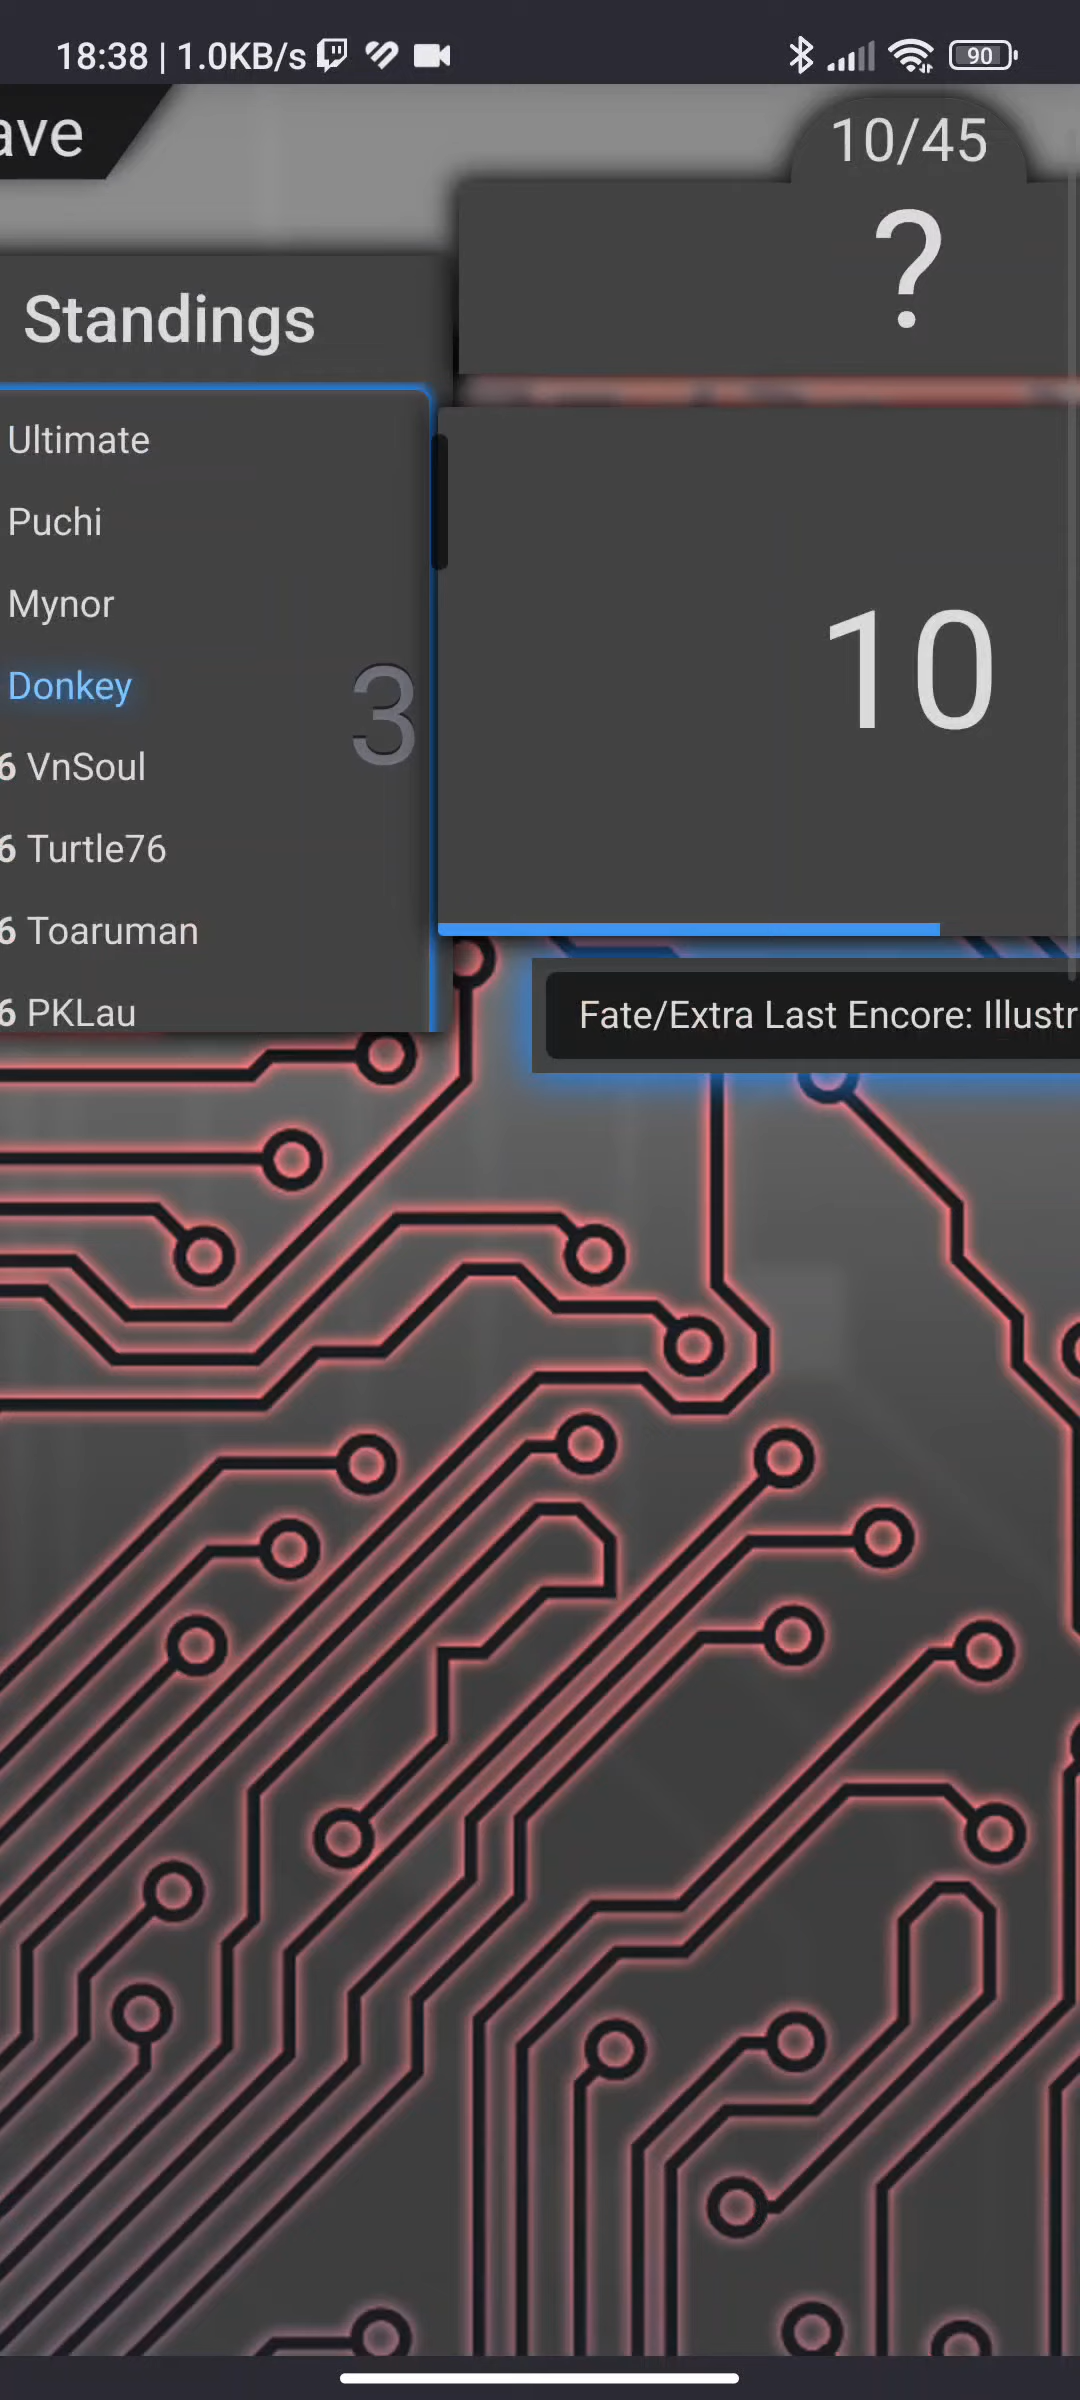 18:38 | 1.0KB/s
90
ave
10/45
?
Standings
Ultimate
Puchi
Mynor
10
Donkey
3
6 VnSoul
6 Turtle76
6 Toaruman
6 PKLau
Fate/Extra Last Encore: Illustr